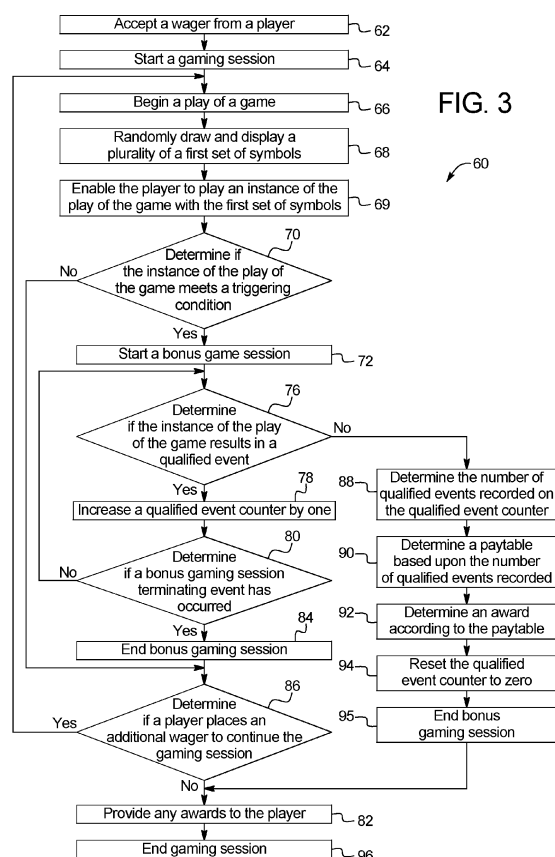 Accept a wager from a player
62
Start a gaming session
64
Begin a play of a game
66
FIG. 3
Randomly draw and display a
plurality of a first set of symbols
68
60
Enable the player to play an instance of the
play of the game with the first set of symbols
69
70
Determine if
the instance of the play of
the game meets a triggering
condition
No
Yes
Start a bonus game session
72
76
Determine
if the instance of the play
of the game results in a
qualified event
No
Yes
78
Increase a qualified event counter by one
80
Determine
if a bonus gaming session
terminating event has
occurred
No
Yes
84
End bonus gaming session
86
Determine
if a player places an
additional wager to continue the
gaming session
Yes
No
88
Determine the number of
qualified events recorded on
the qualified event counter
90
Determine a paytable
based upon the number
of qualified events recorded
92
Determine an award
according to the paytable
94
Reset the qualified
event counter to zero
95
End bonus
gaming session
Provide any awards to the player
82
End gaming session
96